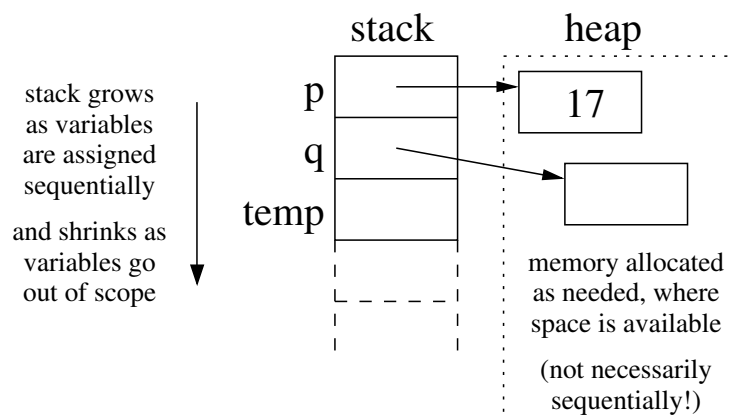 stack
heap
p
17
q
temp
stack grows
as variables
are assigned
sequentially
and shrinks as
variables go
out of scope
memory allocated
as needed, where
space is available
(not necessarily
sequentially!)